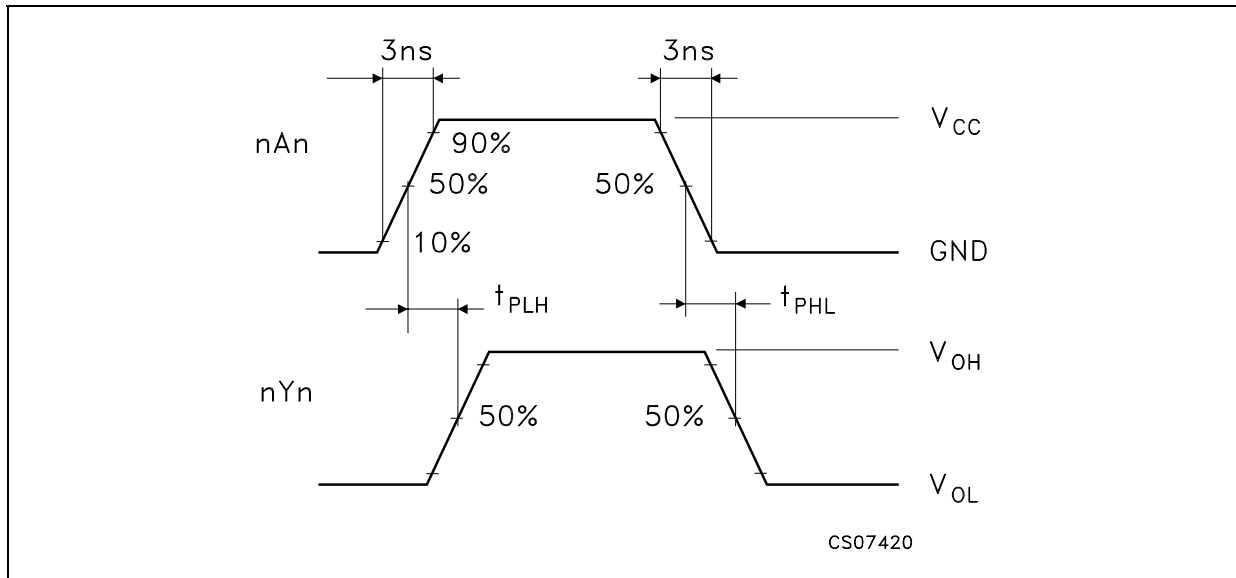 3ns 3ns
nAn 90% V_CC
50% 50%
10% GND
t_PLH t_PHL
V_OH
nYn 50% 50%
V_OL
CS07420